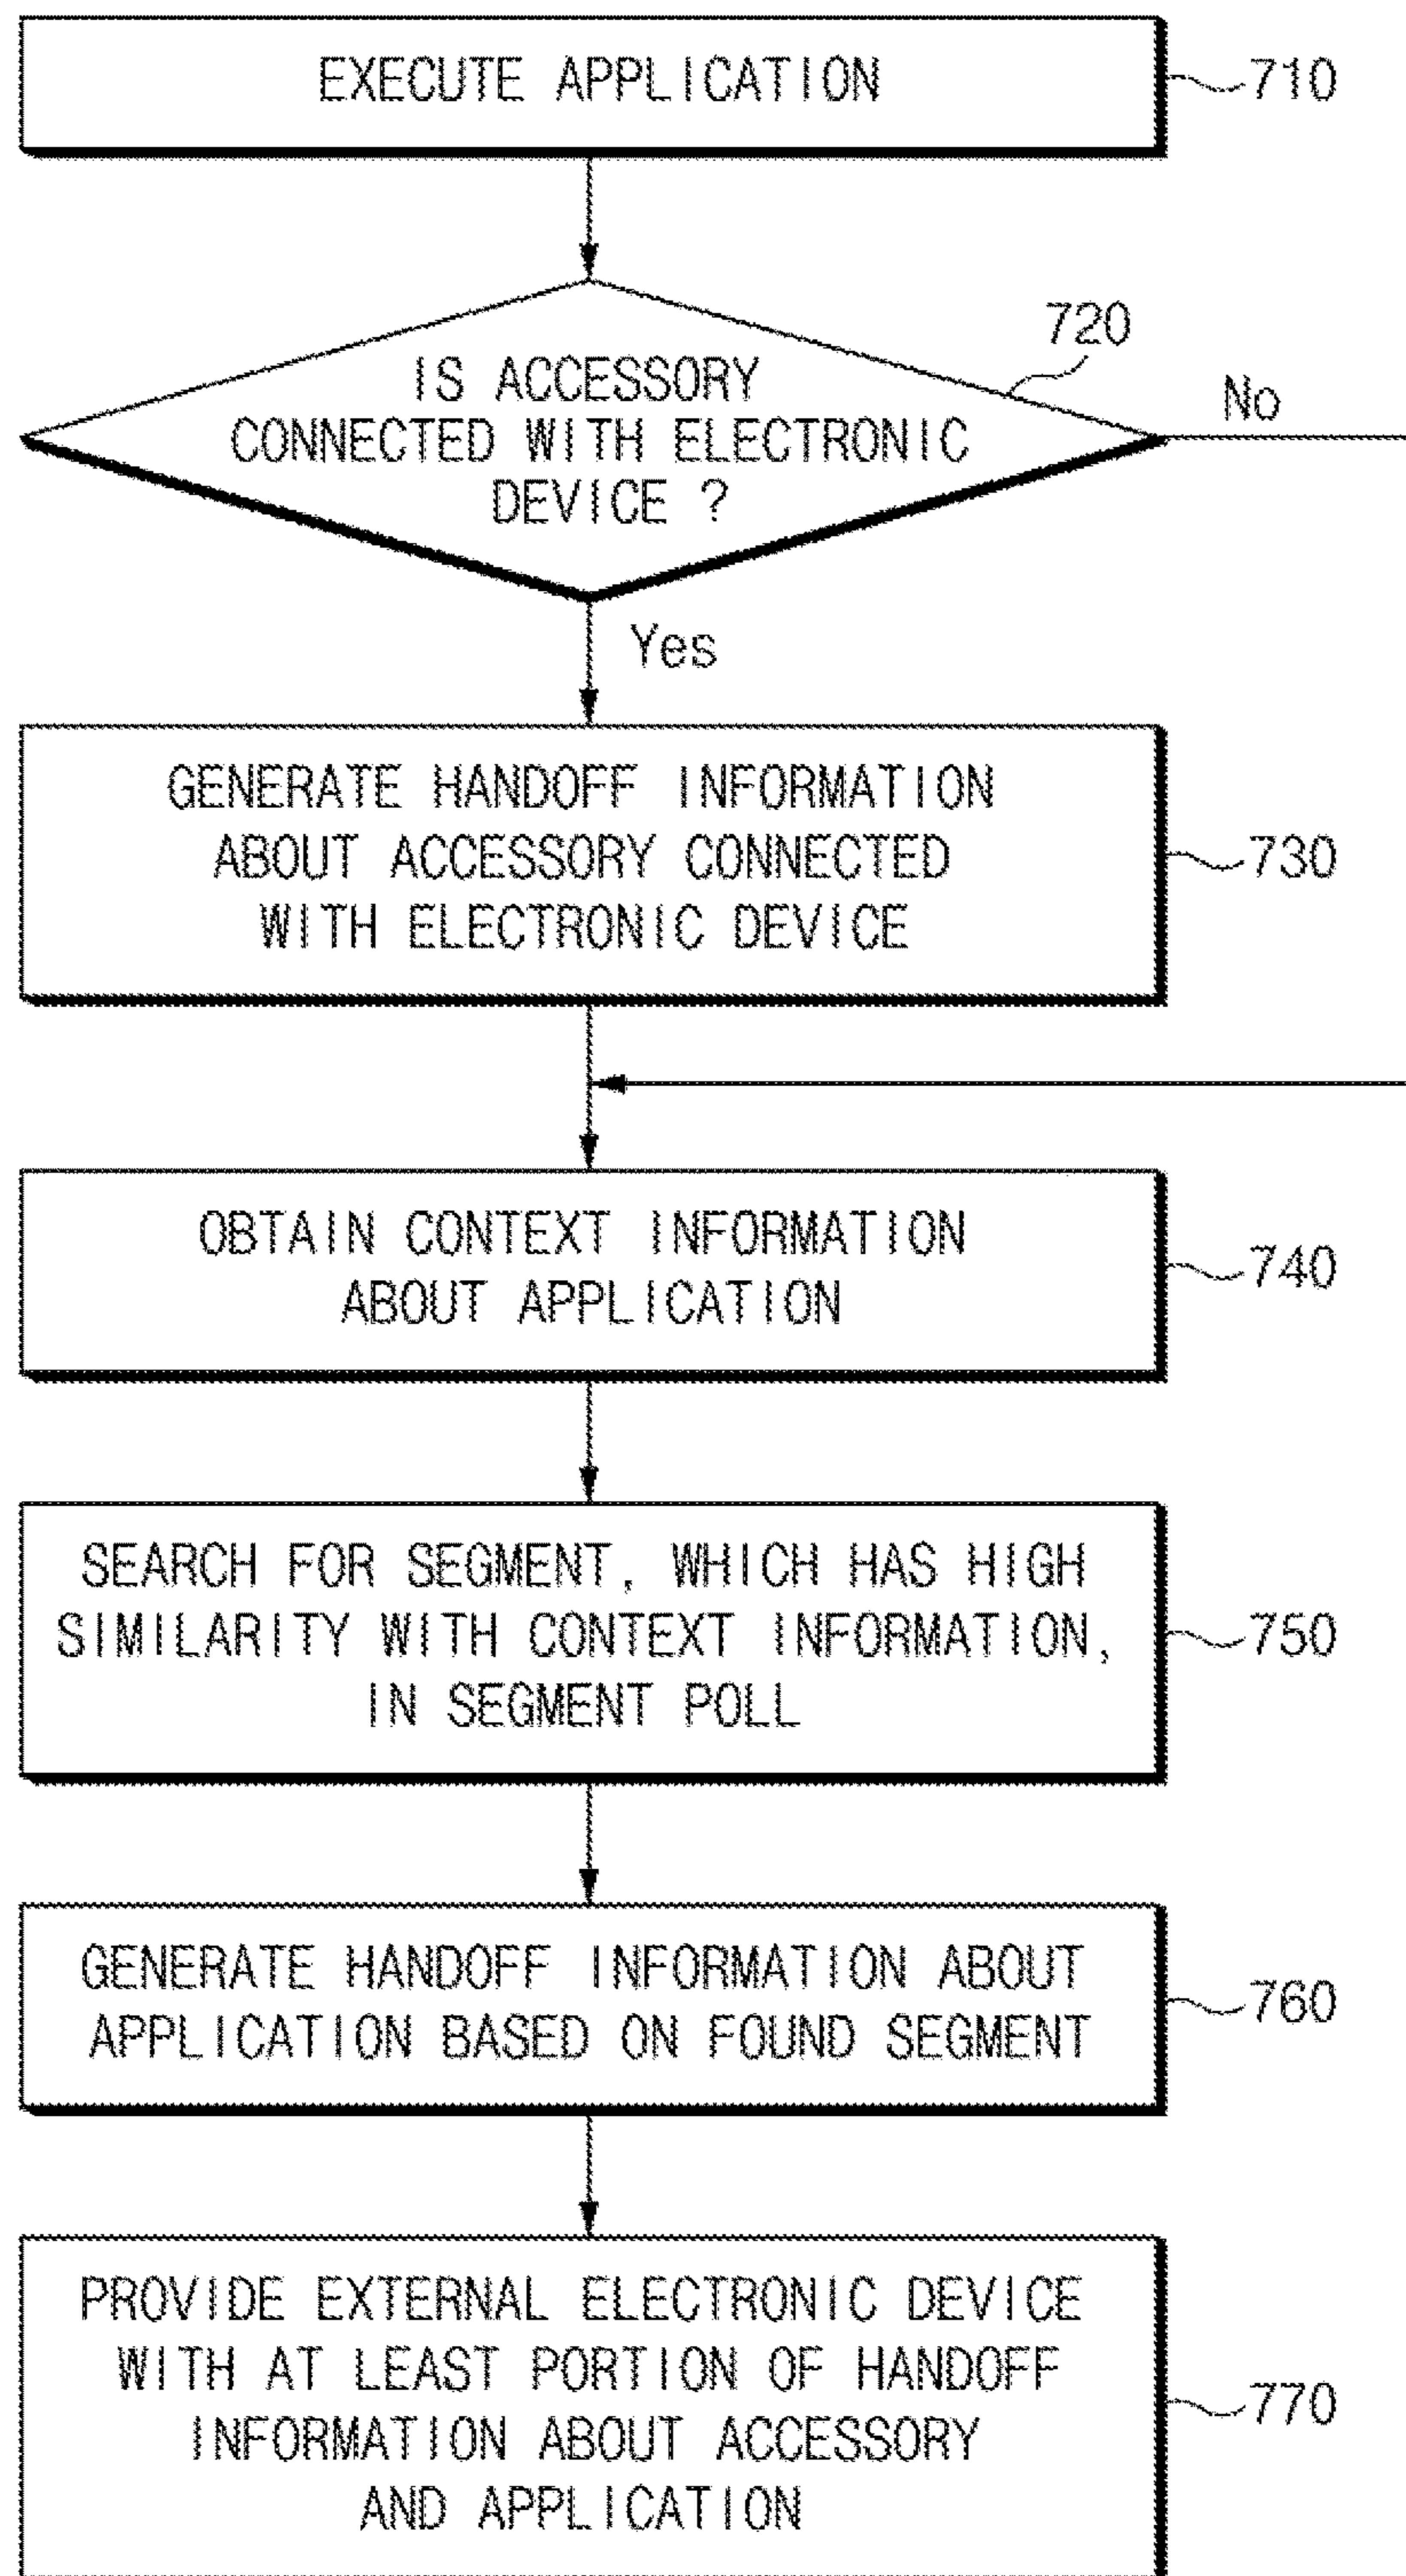 EXECUTE APPLICATION
710
720
IS ACCESSORY
CONNECTED WITH ELECTRONIC
DEVICE ?
No
Yes
GENERATE HANDOFF INFORMATION
ABOUT ACCESSORY CONNECTED
WITH ELECTRONIC DEVICE
730
OBTAIN CONTEXT INFORMATION
ABOUT APPLICATION
740
SEARCH FOR SEGMENT, WHICH HAS HIGH
SIMILARITY WITH CONTEXT INFORMATION,
IN SEGMENT POLL
750
GENERATE HANDOFF INFORMATION ABOUT
APPLICATION BASED ON FOUND SEGMENT
760
PROVIDE EXTERNAL ELECTRONIC DEVICE
WITH AT LEAST PORTION OF HANDOFF
INFORMATION ABOUT ACCESSORY
AND APPLICATION
770